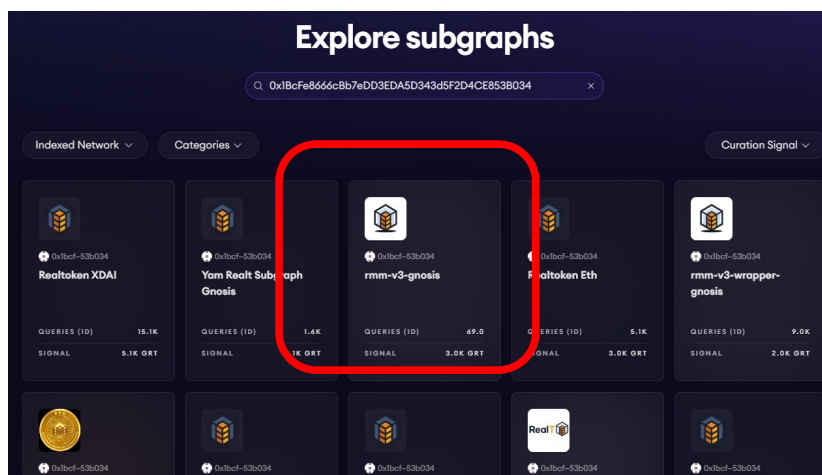 Explore subgraphs
0x1BcFe8666cBb7eDD3EDA5D343d5F2D4CE853B034
Indexed Network
Categories
Curation Signal
0x1bcf-53b034
Realtoken XDAI
QUERIES (1D) 15.1K
SIGNAL 5.1K GRT
0x1bcf-53b034
Yam Realt Subgraph
Gnosis
QUERIES (1D) 1.6K
SIGNAL 1K GRT
0x1bcf-53b034
rmm-v3-gnosis
QUERIES (1D) 69.0
SIGNAL 3.0K GRT
0x1bcf-53b034
Realtoken Eth
QUERIES (1D) 5.1K
SIGNAL 3.0K GRT
0x1bcf-53b034
rmm-v3-wrapper-
gnosis
QUERIES (1D) 9.0K
SIGNAL 2.0K GRT
0x1bcf-53b034
0x1bcf-53b034
0x1bcf-53b034
RealT
0x1bcf-53b034
0x1bcf-53b034